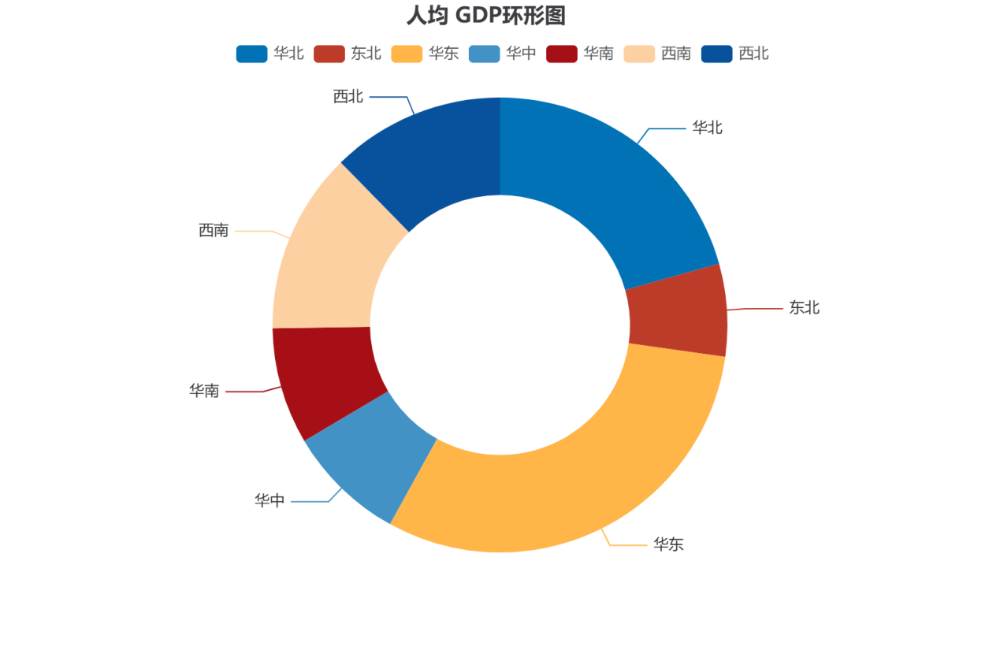 人均 GDP环形图
华北 东北 华东 华中 华南 西南 西北
西北
华北
西南
东北
华南
华中
华东